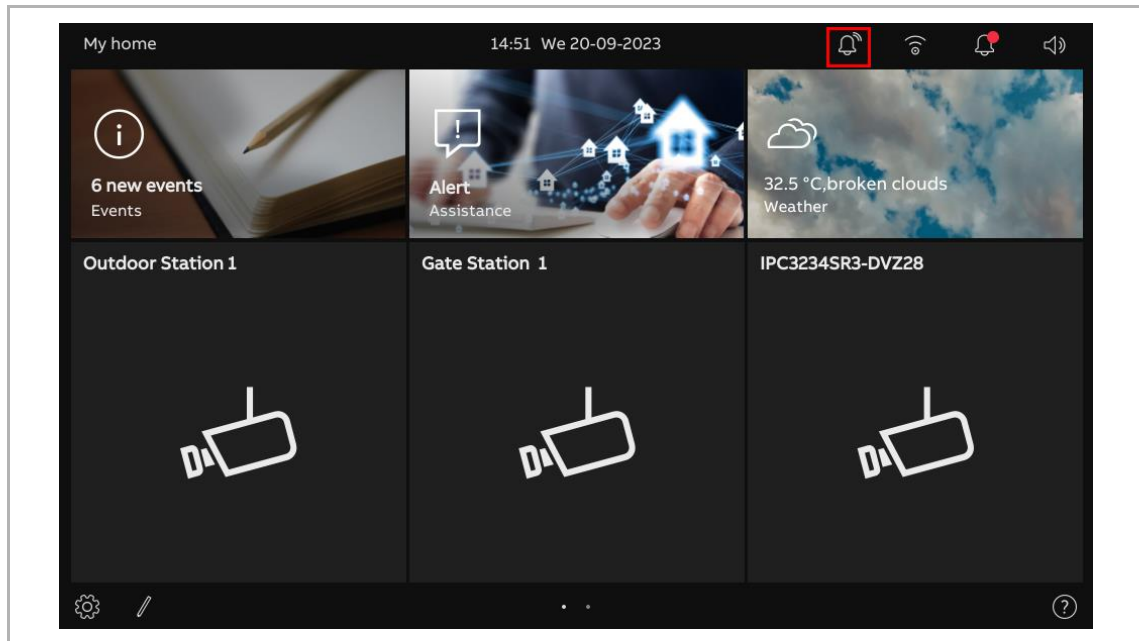 My home
14:51 We 20-09-2023
6 new events
Events
Alert
Assistance
32.5 °C,broken clouds
Weather
Outdoor Station 1
Gate Station 1
IPC3234SR3-DVZ28